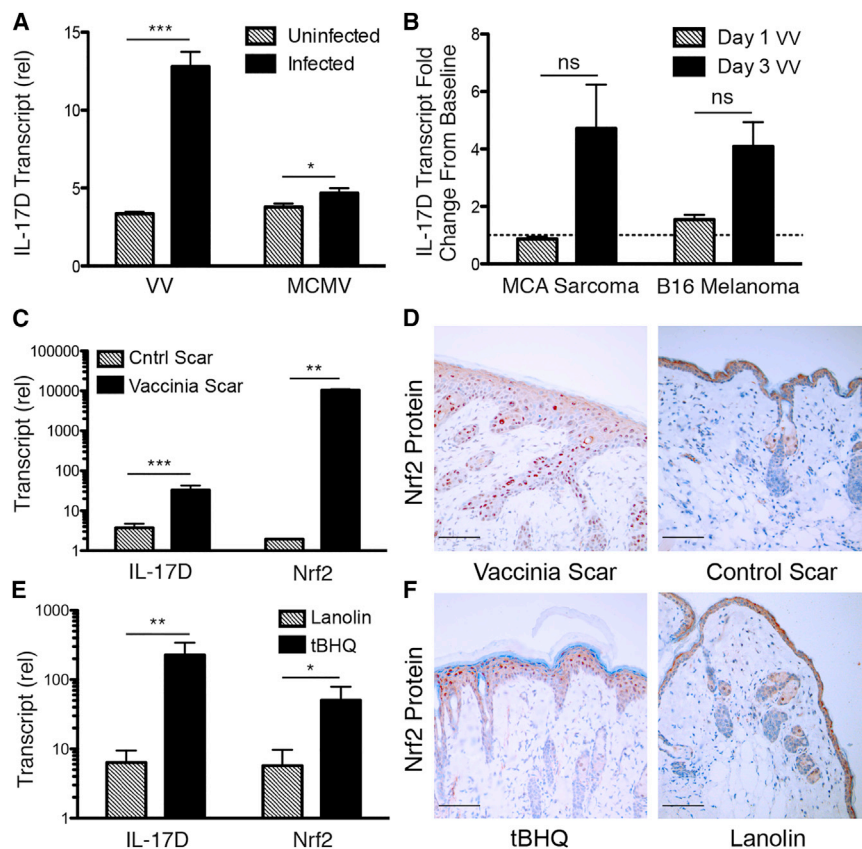 A
IL-17D Transcript (rel)
15
10
5
0
***
*
Uninfected
Infected
VV
MCMV
B
IL-17D Transcript Fold
Change From Baseline
8
6
4
2
0
ns
ns
Day 1 VV
Day 3 VV
MCA Sarcoma
B16 Melanoma
C
Transcript (rel)
100000
10000
1000
100
10
1
Cntrl Scar
Vaccinia Scar
***
**
IL-17D
Nrf2
D
Nrf2 Protein
Vaccinia Scar
Control Scar
E
Transcript (rel)
1000
100
10
1
**
*
Lanolin
tBHQ
IL-17D
Nrf2
F
Nrf2 Protein
tBHQ
Lanolin